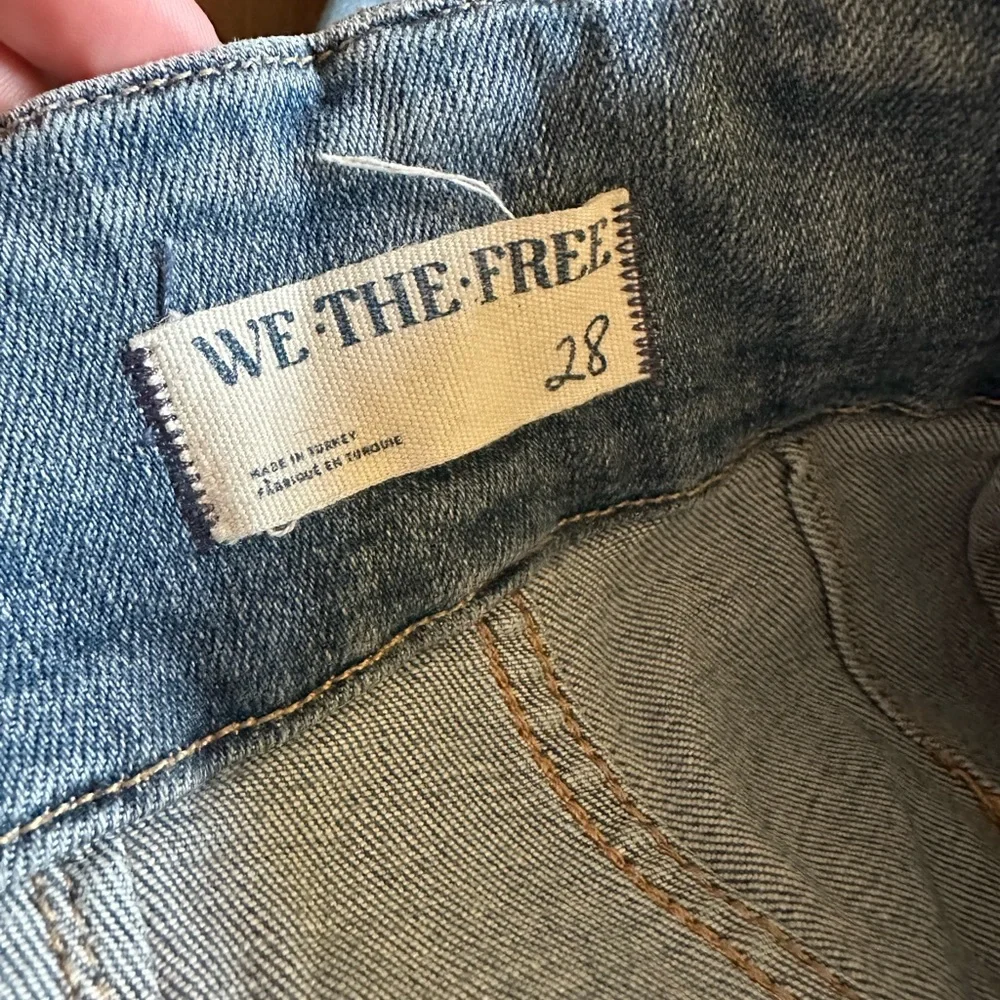 WE·THE·FREE
28
MADE IN TURKEY
FABRIQUÉ EN TURQUIE